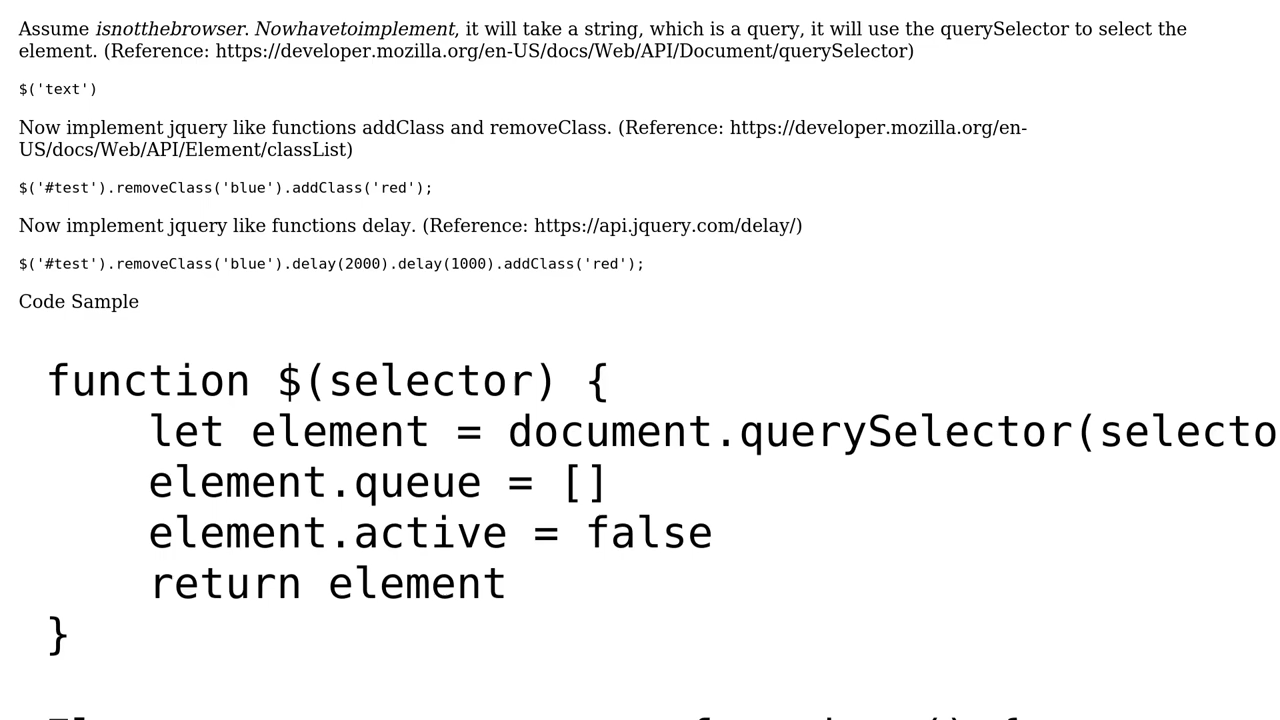 Assume isnotthebrowser. Nowhavetoimplement, it will take a string, which is a query, it will use the querySelector to select the
element. (Reference: https://developer.mozilla.org/en-US/docs/Web/API/Document/querySelector)
$('text')
Now implement jquery like functions addClass and removeClass. (Reference: https://developer.mozilla.org/en-
US/docs/Web/API/Element/classList)
$('#test').removeClass('blue').addClass('red');
Now implement jquery like functions delay. (Reference: https://api.jquery.com/delay/)
$('#test').removeClass('blue').delay(2000).delay(1000).addClass('red');
Code Sample
function $(selector) {
    let element = document.querySelector(selecto
    element.queue = []
    element.active = false
    return element
}